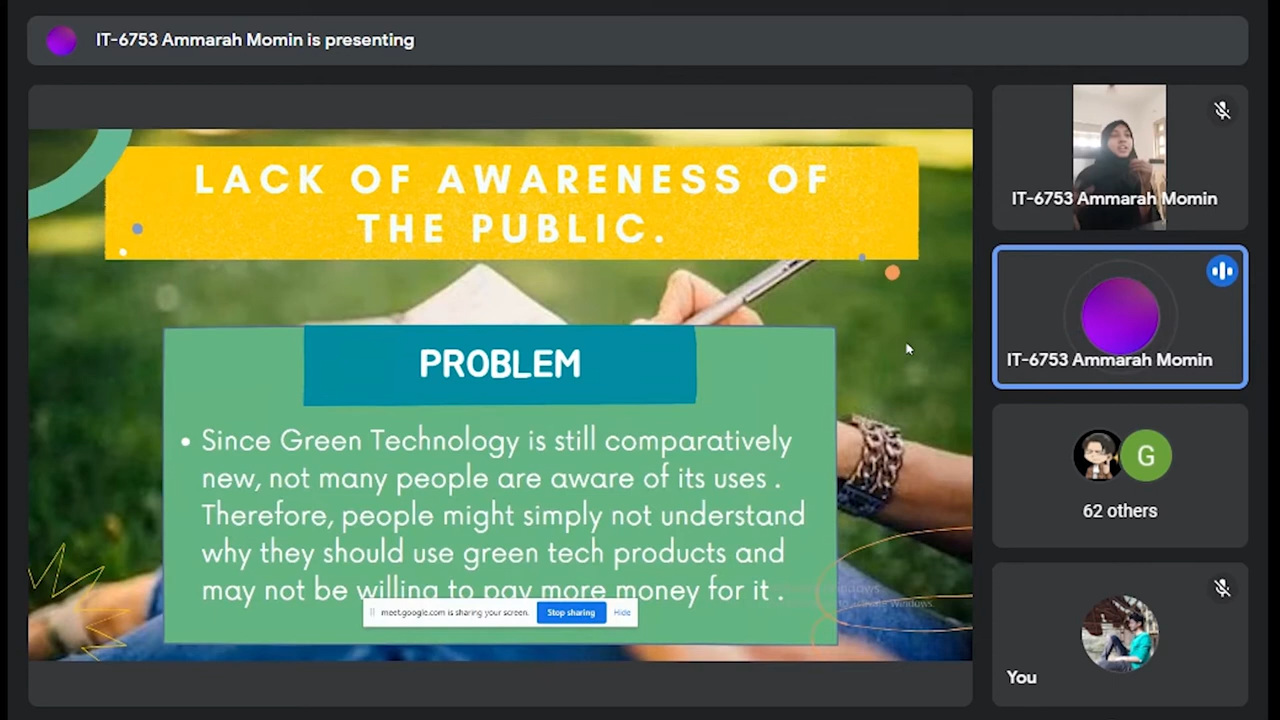 IT-6753 Ammarah Momin is presenting
LACK OF AWARENESS OF
THE PUBLIC.
PROBLEM
• Since Green Technology is still comparatively
new, not many people are aware of its uses .
Therefore, people might simply not understand
why they should use green tech products and
may not be willing to pay more money for it .
meet.google.com is sharing your screen.
Stop sharing
Hide
IT-6753 Ammarah Momin
IT-6753 Ammarah Momin
G
62 others
You